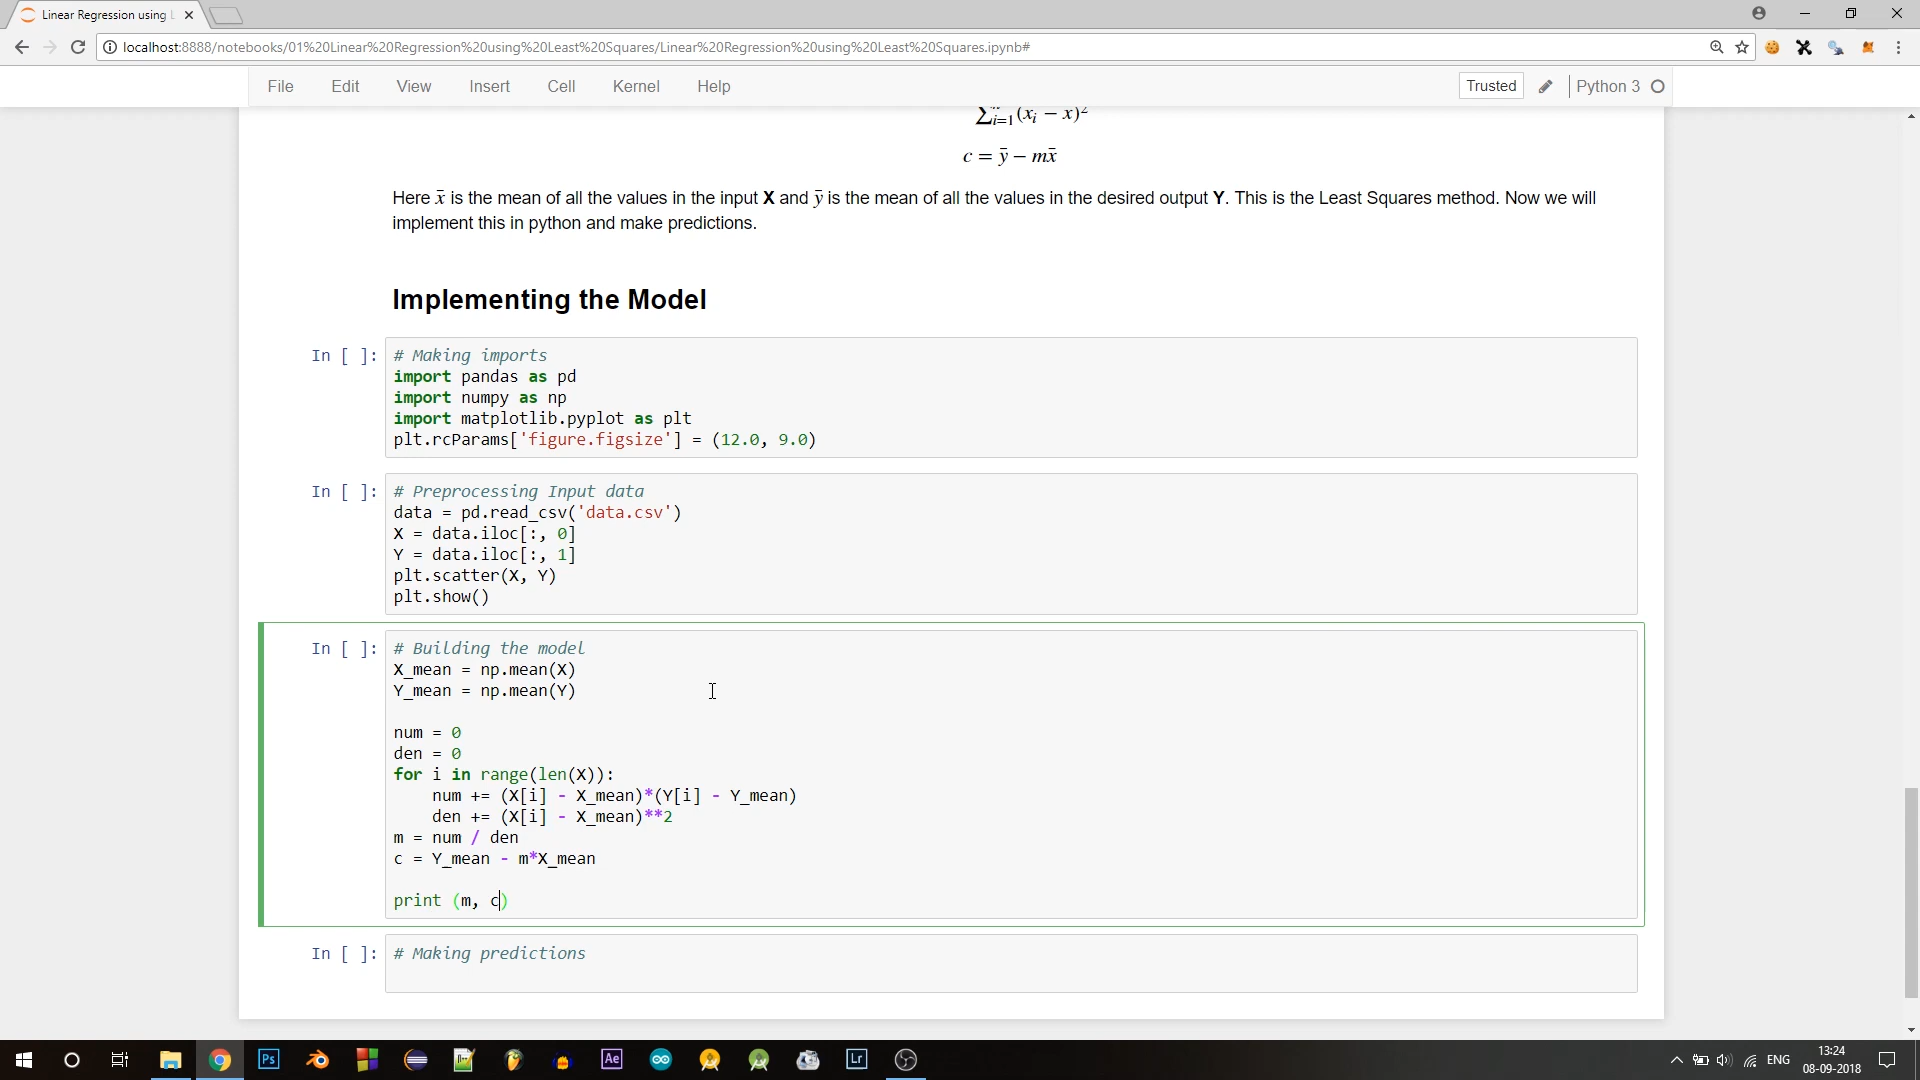 Linear Regression using L
localhost:8888/notebooks/01%20Linear%20Regression%20using%20Least%20Squares/Linear%20Regression%20using%20Least%20Squares.ipynb#
File Edit View Insert Cell Kernel Help Trusted Python 3
∑ⁿᵢ₌₁(xᵢ − x̄)²
c = ȳ − mx̄
Here x̄ is the mean of all the values in the input X and ȳ is the mean of all the values in the desired output Y. This is the Least Squares method. Now we will
implement this in python and make predictions.
Implementing the Model
In [ ]: # Making imports
import pandas as pd
import numpy as np
import matplotlib.pyplot as plt
plt.rcParams['figure.figsize'] = (12.0, 9.0)
In [ ]: # Preprocessing Input data
data = pd.read_csv('data.csv')
X = data.iloc[:, 0]
Y = data.iloc[:, 1]
plt.scatter(X, Y)
plt.show()
In [ ]: # Building the model
X_mean = np.mean(X)
Y_mean = np.mean(Y)
num = 0
den = 0
for i in range(len(X)):
    num += (X[i] - X_mean)*(Y[i] - Y_mean)
    den += (X[i] - X_mean)**2
m = num / den
c = Y_mean - m*X_mean
print (m, c)
In [ ]: # Making predictions
Ps
Ae
Lr
ENG
13:24
08-09-2018